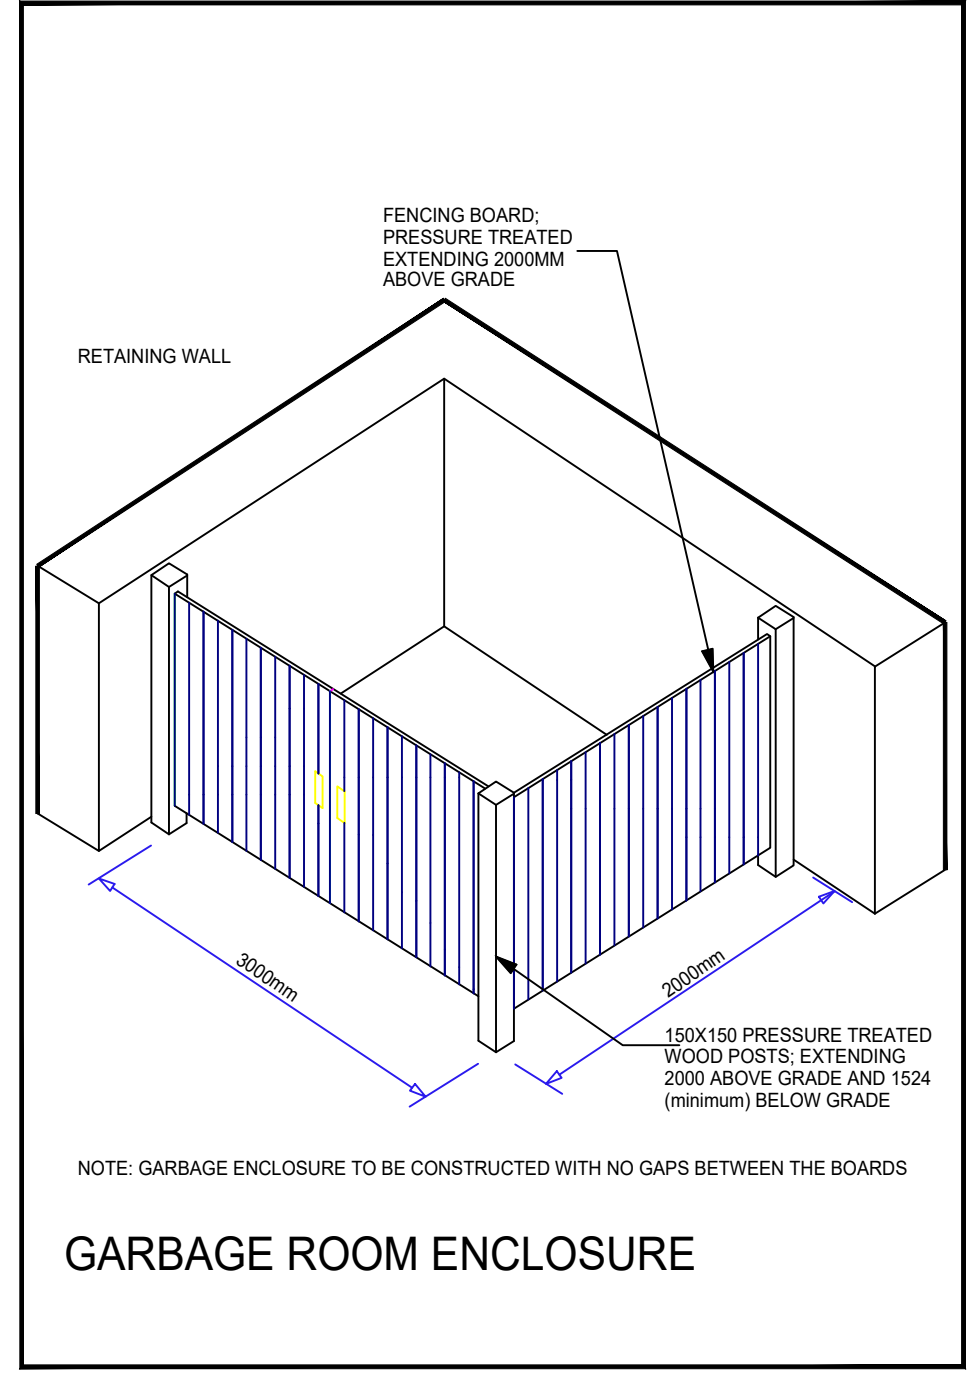 FENCING BOARD;
PRESSURE TREATED
EXTENDING 2000MM
ABOVE GRADE
RETAINING WALL
3000mm
2000mm
150X150 PRESSURE TREATED
WOOD POSTS; EXTENDING
2000 ABOVE GRADE AND 1524
(minimum) BELOW GRADE
NOTE: GARBAGE ENCLOSURE TO BE CONSTRUCTED WITH NO GAPS BETWEEN THE BOARDS
GARBAGE ROOM ENCLOSURE